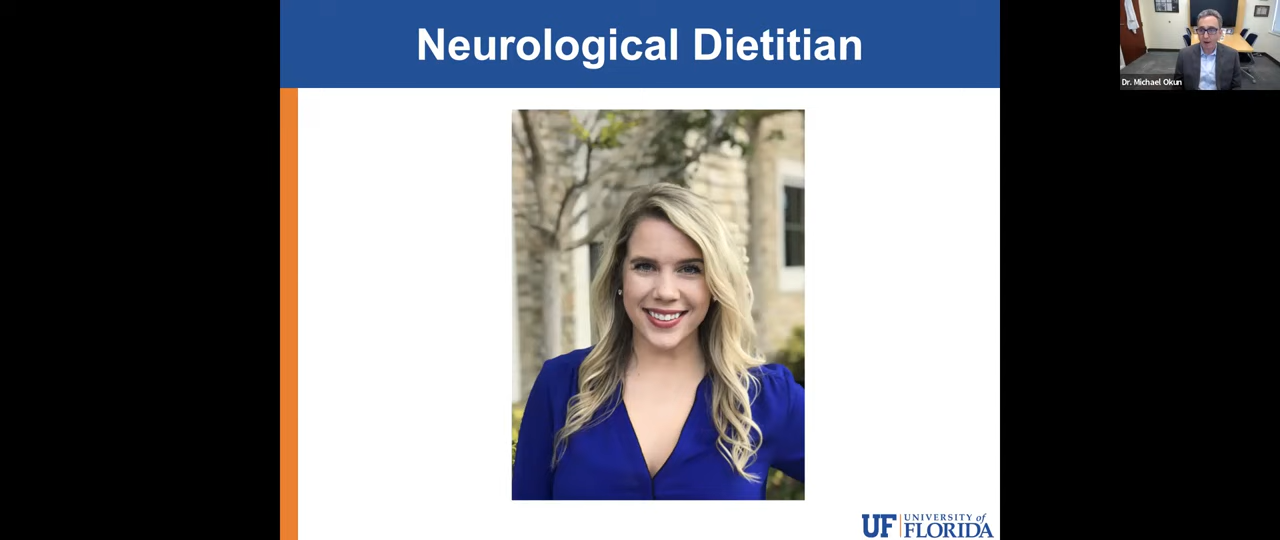 Neurological Dietitian
Dr. Michael Okun
UF UNIVERSITY of
FLORIDA